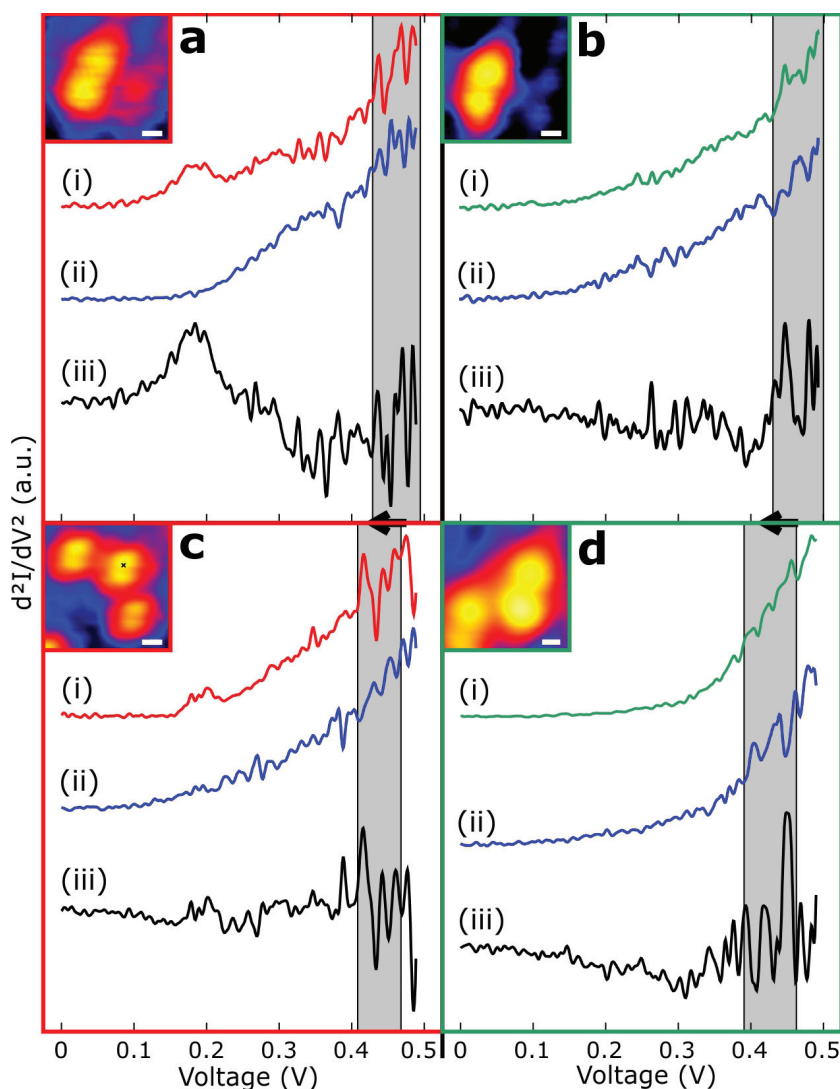 a
b
(i)
(i)
(ii)
(ii)
(iii)
(iii)
d²I/dV² (a.u.)
c
d
(i)
(i)
(ii)
(ii)
(iii)
(iii)
0 0.1 0.2 0.3 0.4 0.5 0 0.1 0.2 0.3 0.4 0.5
Voltage (V) Voltage (V)